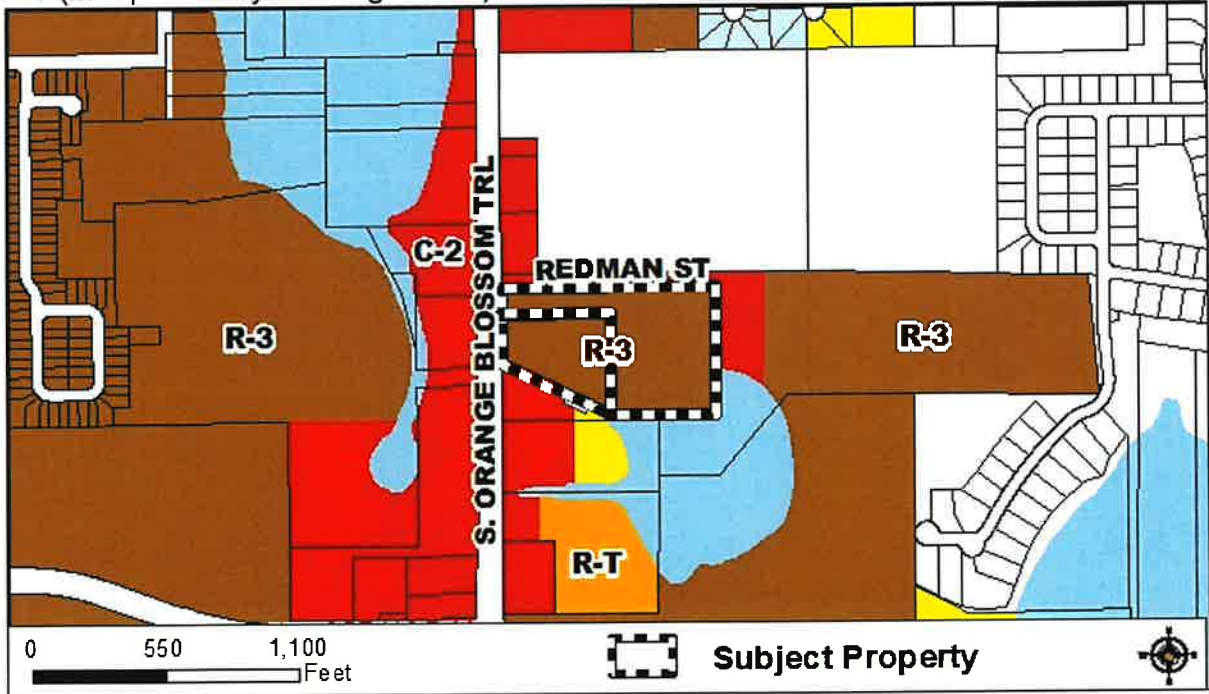 REDMAN ST
C-2
S. ORANGE BLOSSOM TRL
R-3
R-3
R-3
R-T
0 550 1,100
Feet
Subject Property